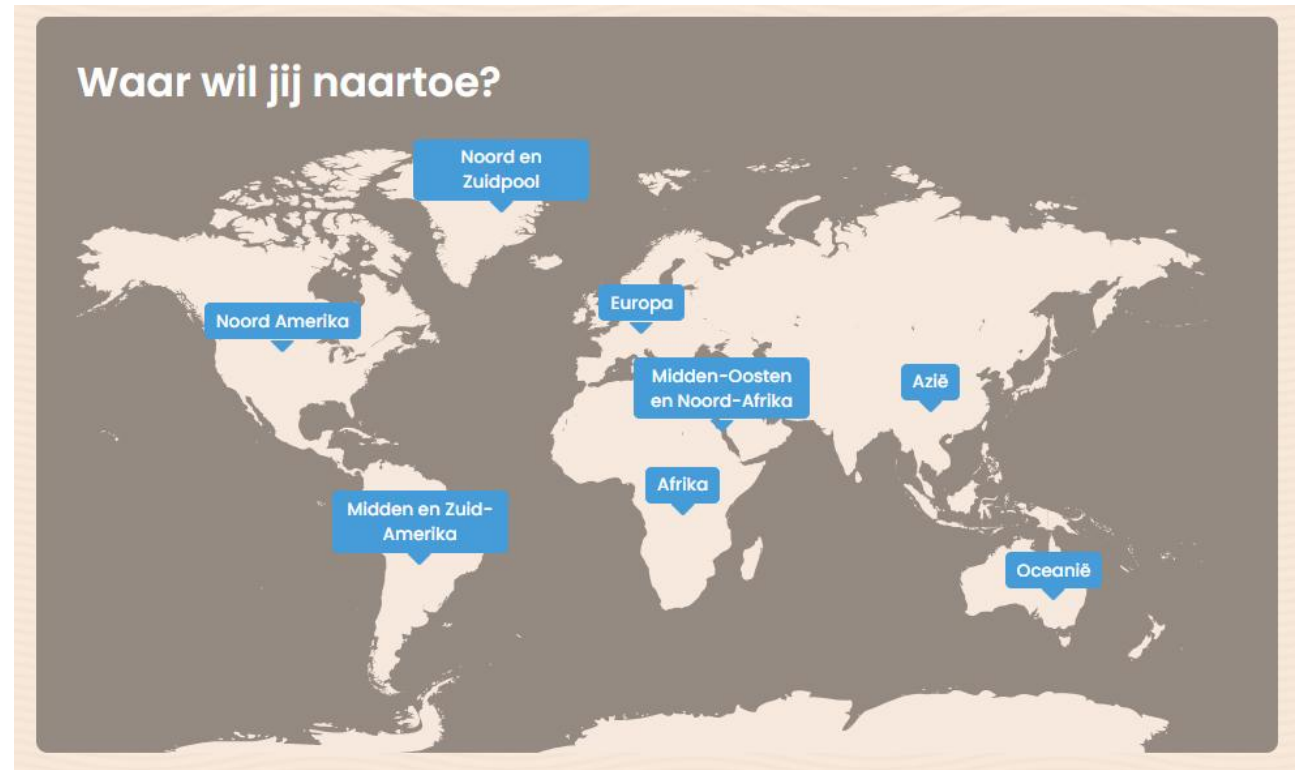 Waar wil jij naartoe?
Noord en
Zuidpool
Europa
Noord Amerika
Midden-Oosten
en Noord-Afrika
Azië
Afrika
Midden en Zuid-
Amerika
Oceanië